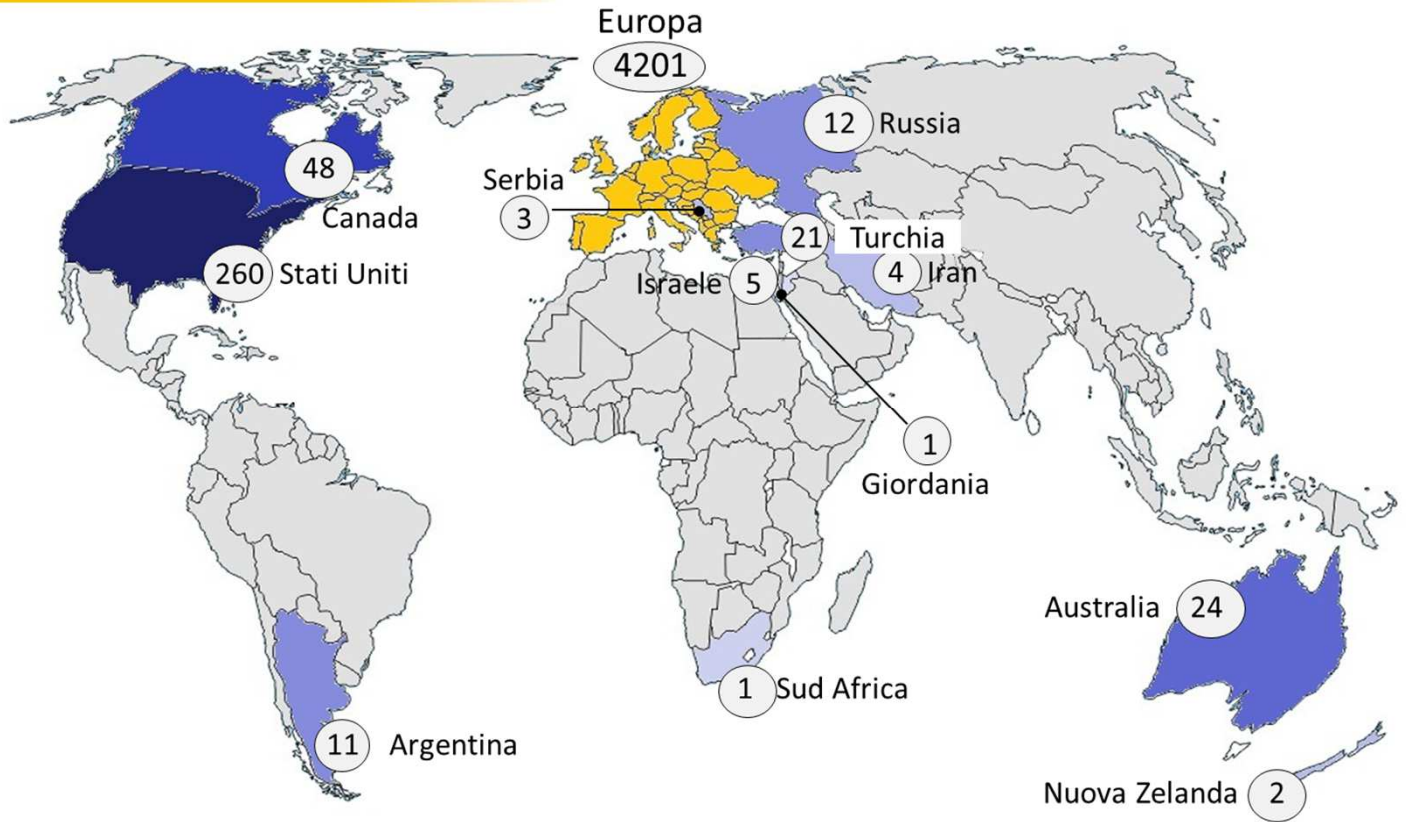 Europa
4201
12 Russia
48
Canada
Serbia
3
21 Turchia
260 Stati Uniti
Israele 5
4 Iran
1
Giordania
Australia 24
1 Sud Africa
11 Argentina
Nuova Zelanda 2